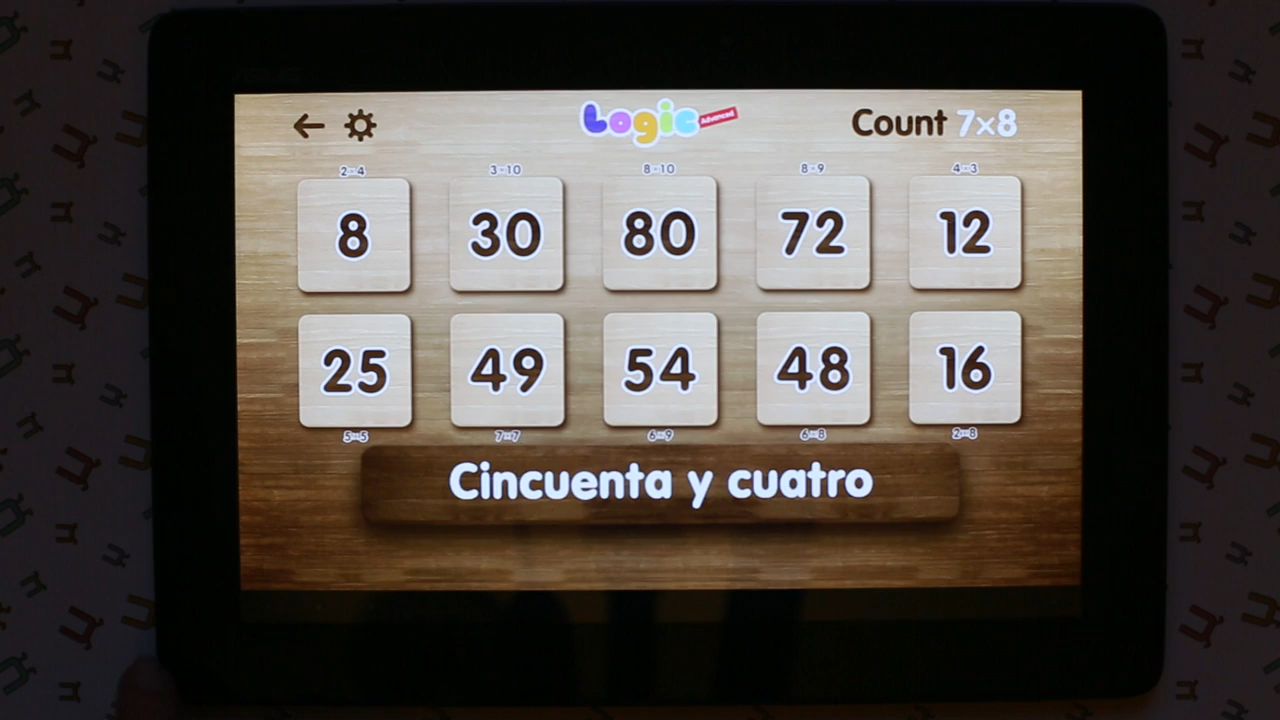 ASUS
Logic Advanced
Count 7×8
2×4 3×10 8×10 8×9 4×3
8 30 80 72 12
25 49 54 48 16
5×5 7×7 6×9 6×8 2×8
Cincuenta y cuatro